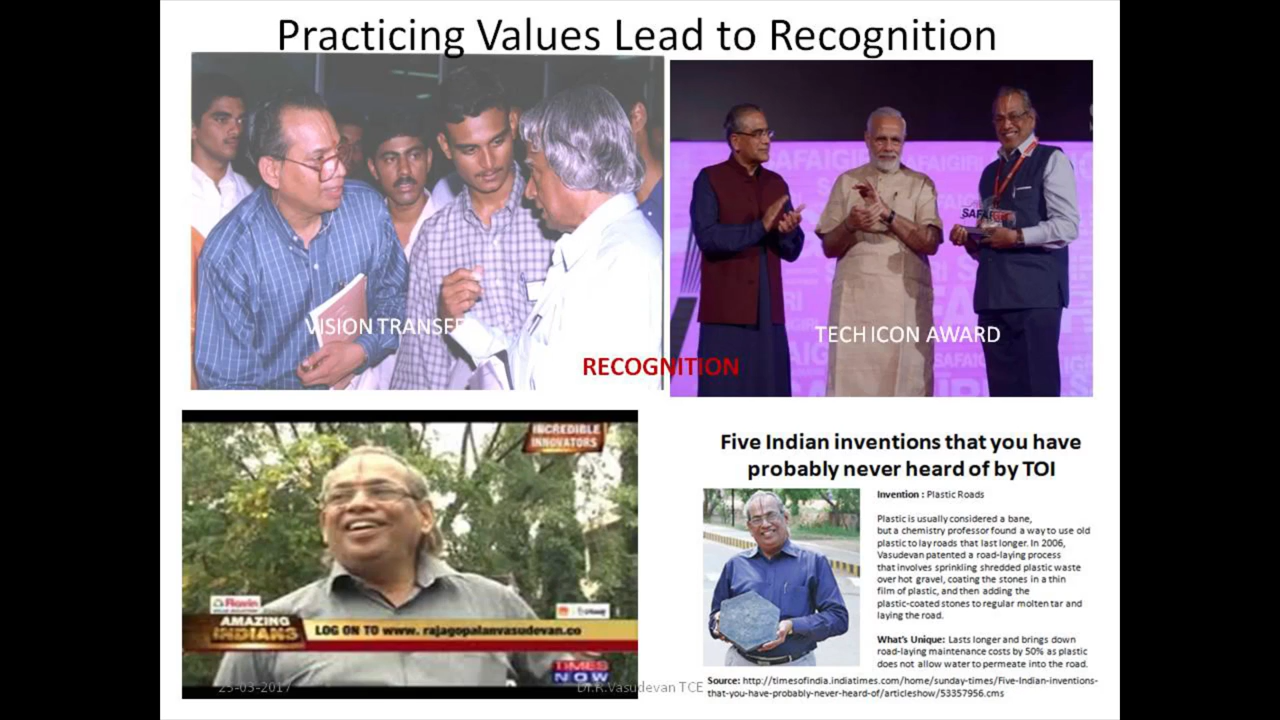 Practicing Values Lead to Recognition
VISION TRANSFE
SAFAIGIRI
TECH ICON AWARD
RECOGNITION
INCREDIBLE
INNOVATORS
Five Indian inventions that you have
probably never heard of by TOI
Invention : Plastic Roads
Plastic is usually considered a bane,
but a chemistry professor found a way to use old
plastic to lay roads that last longer. In 2006,
Vasudevan patented a road-laying process
that involves sprinkling shredded plastic waste
over hot gravel, coating the stones in a thin
film of plastic, and then adding the
plastic-coated stones to regular molten tar and
laying the road.
What's Unique: Lasts longer and brings down
road-laying maintenance costs by 50% as plastic
does not allow water to permeate into the road.
AMAZING
INDIANS
LOG ON TO www. rajagopalanvasudevan.co
TIMES
NOW
Source: http://timesofindia.indiatimes.com/home/sunday-times/Five-Indian-inventions-
that-you-have-probably-never-heard-of/articleshow/53357956.cms
25-03-2017
Dr.R.Vasudevan TCE